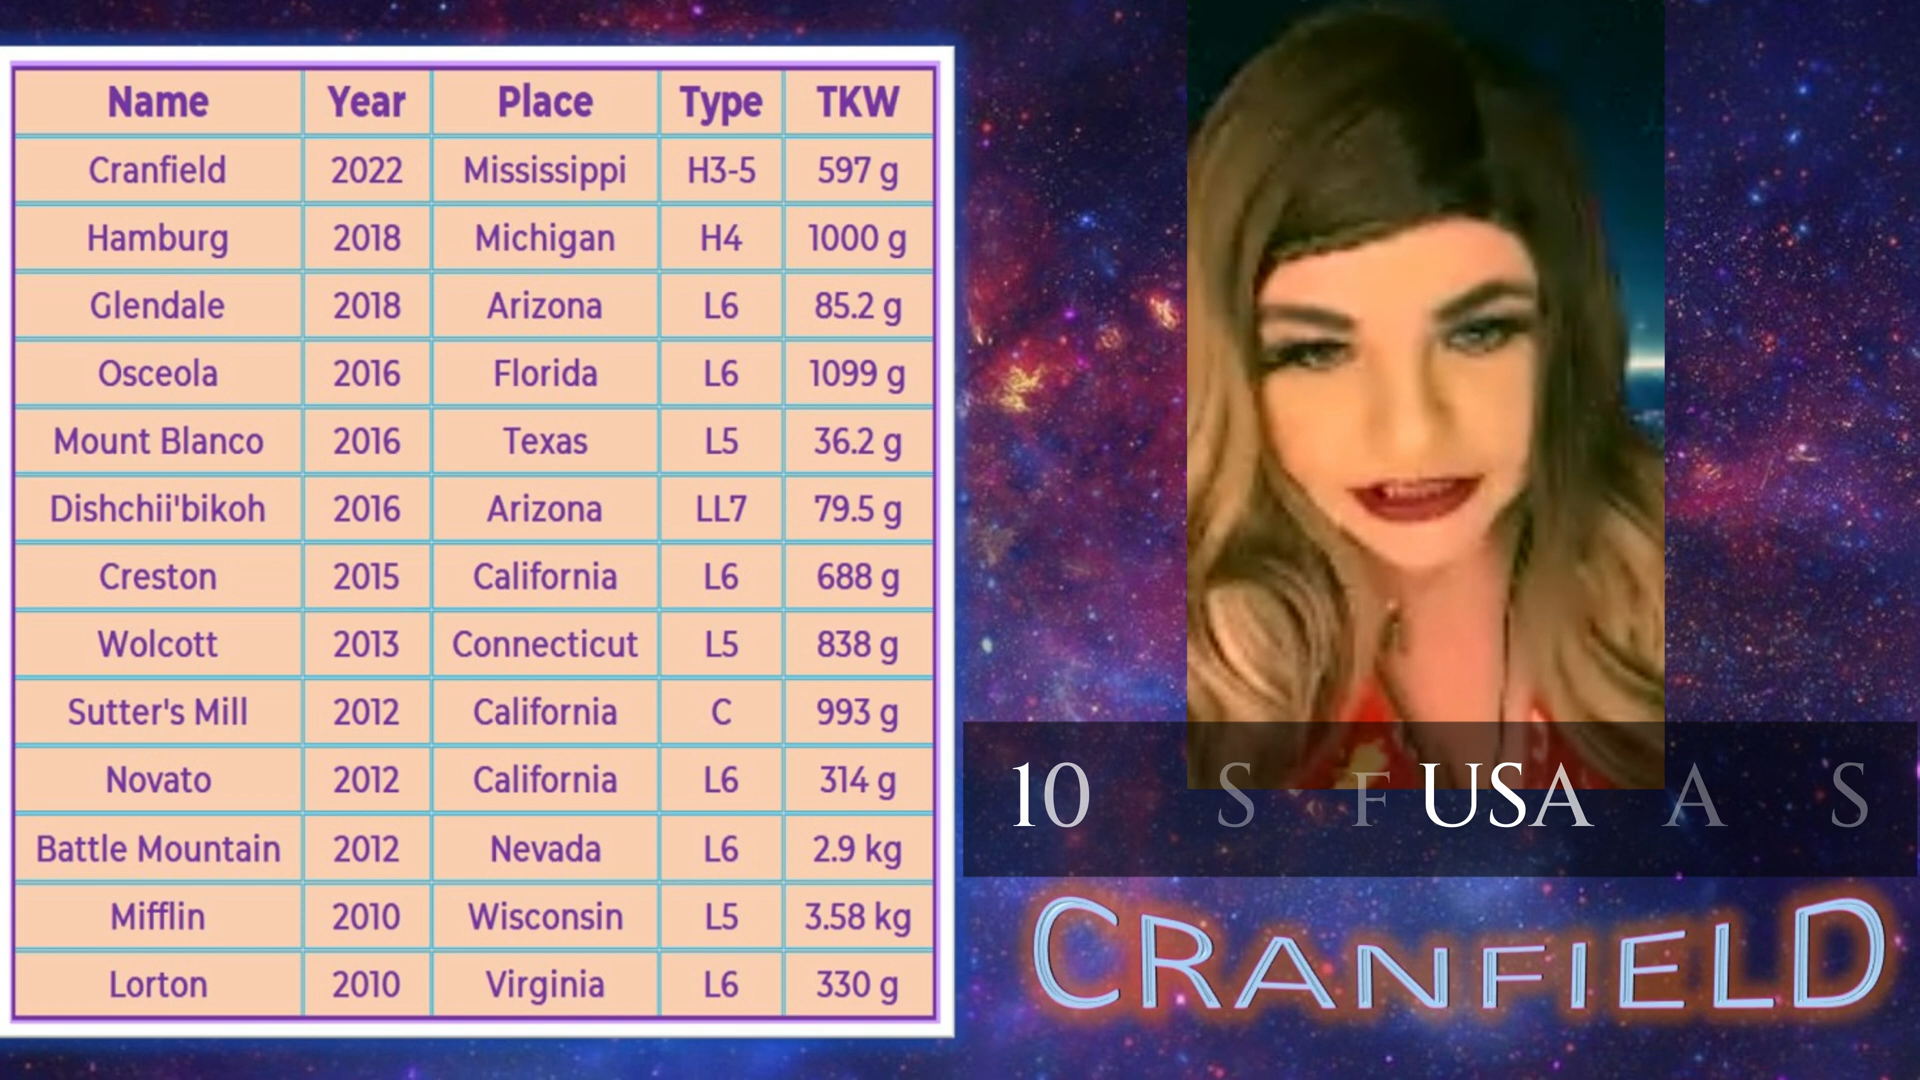 Name Year Place Type TKW
Cranfield 2022 Mississippi H3-5 597 g
Hamburg 2018 Michigan H4 1000 g
Glendale 2018 Arizona L6 85.2 g
Osceola 2016 Florida L6 1099 g
Mount Blanco 2016 Texas L5 36.2 g
Dishchii'bikoh 2016 Arizona LL7 79.5 g
Creston 2015 California L6 688 g
Wolcott 2013 Connecticut L5 838 g
Sutter's Mill 2012 California C 993 g
Novato 2012 California L6 314 g
Battle Mountain 2012 Nevada L6 2.9 kg
Mifflin 2010 Wisconsin L5 3.58 kg
Lorton 2010 Virginia L6 330 g
10 S F USA A S
CRANFIELD